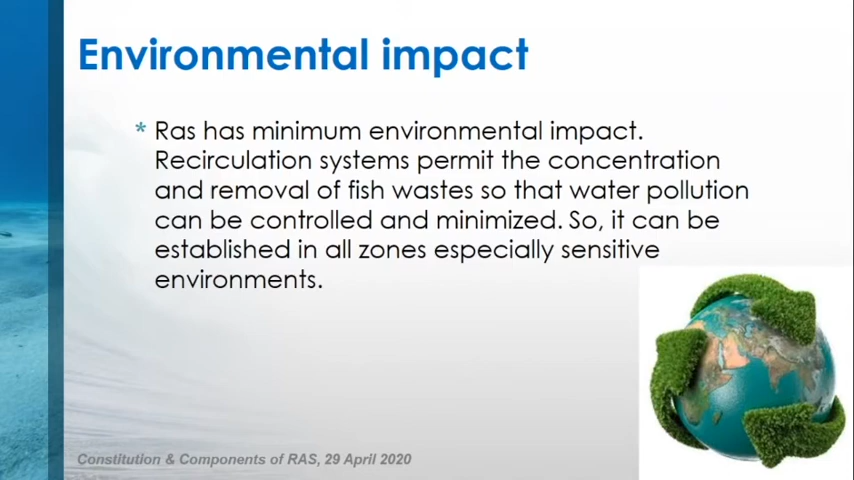 Environmental impact
* Ras has minimum environmental impact.
Recirculation systems permit the concentration
and removal of fish wastes so that water pollution
can be controlled and minimized. So, it can be
established in all zones especially sensitive
environments.
Constitution & Components of RAS, 29 April 2020